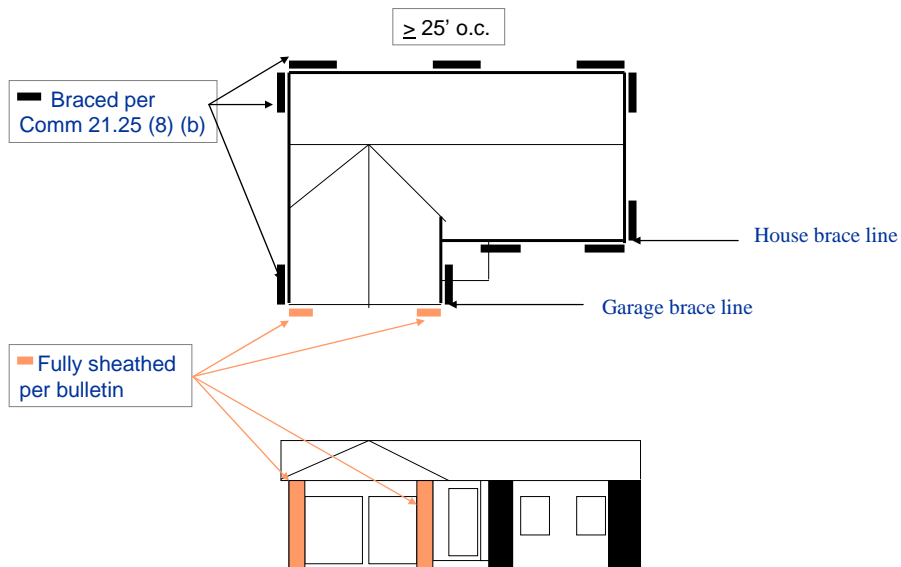 ≥ 25’ o.c.
Braced per
Comm 21.25 (8) (b)
House brace line
Garage brace line
Fully sheathed
per bulletin